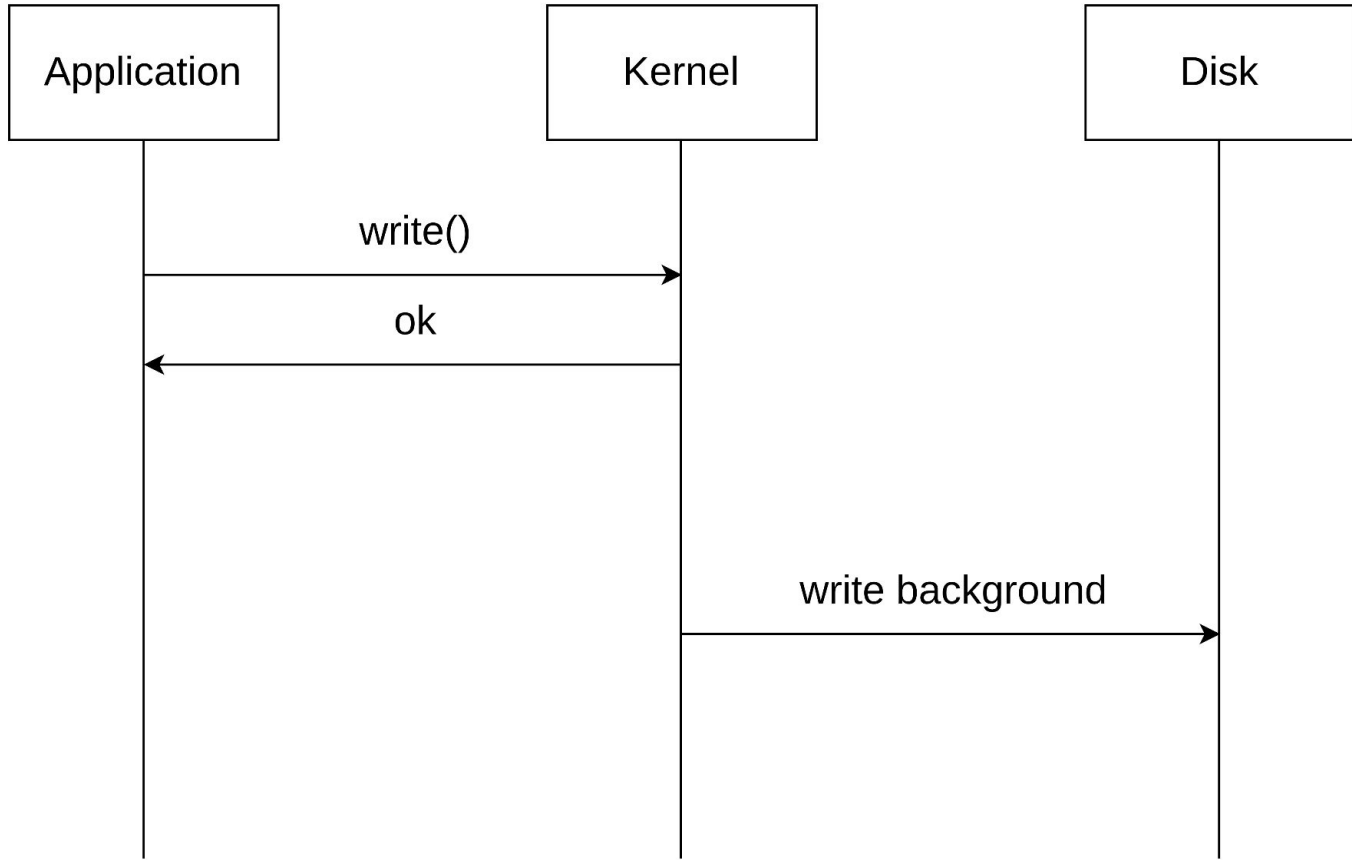 Application
Kernel
Disk
write()
ok
write background